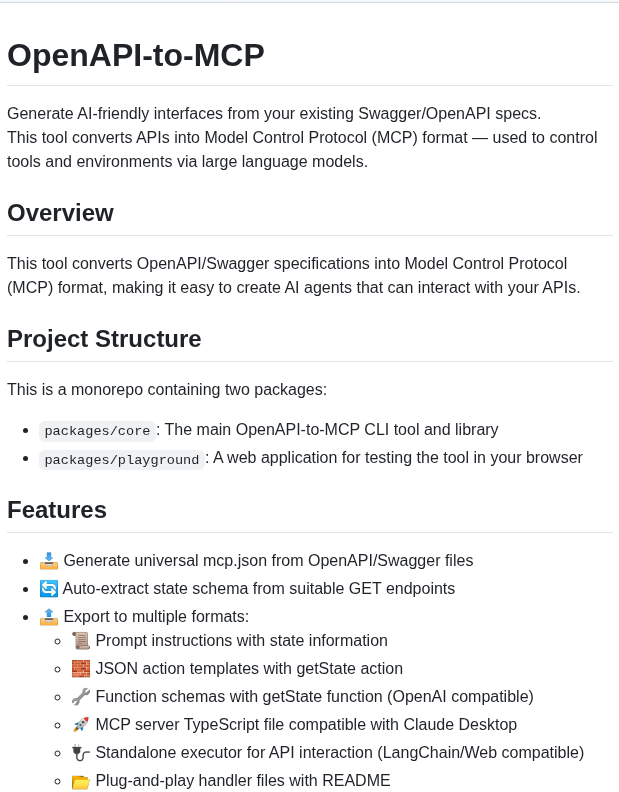 OpenAPI-to-MCP
Generate AI-friendly interfaces from your existing Swagger/OpenAPI specs.
This tool converts APIs into Model Control Protocol (MCP) format — used to control
tools and environments via large language models.
Overview
This tool converts OpenAPI/Swagger specifications into Model Control Protocol
(MCP) format, making it easy to create AI agents that can interact with your APIs.
Project Structure
This is a monorepo containing two packages:
• packages/core: The main OpenAPI-to-MCP CLI tool and library
• packages/playground: A web application for testing the tool in your browser
Features
• 📥 Generate universal mcp.json from OpenAPI/Swagger files
• 🔄 Auto-extract state schema from suitable GET endpoints
• 📤 Export to multiple formats:
◦ 📜 Prompt instructions with state information
◦ 🧱 JSON action templates with getState action
◦ 🔧 Function schemas with getState function (OpenAI compatible)
◦ 🚀 MCP server TypeScript file compatible with Claude Desktop
◦ 🔌 Standalone executor for API interaction (LangChain/Web compatible)
◦ 📂 Plug-and-play handler files with README